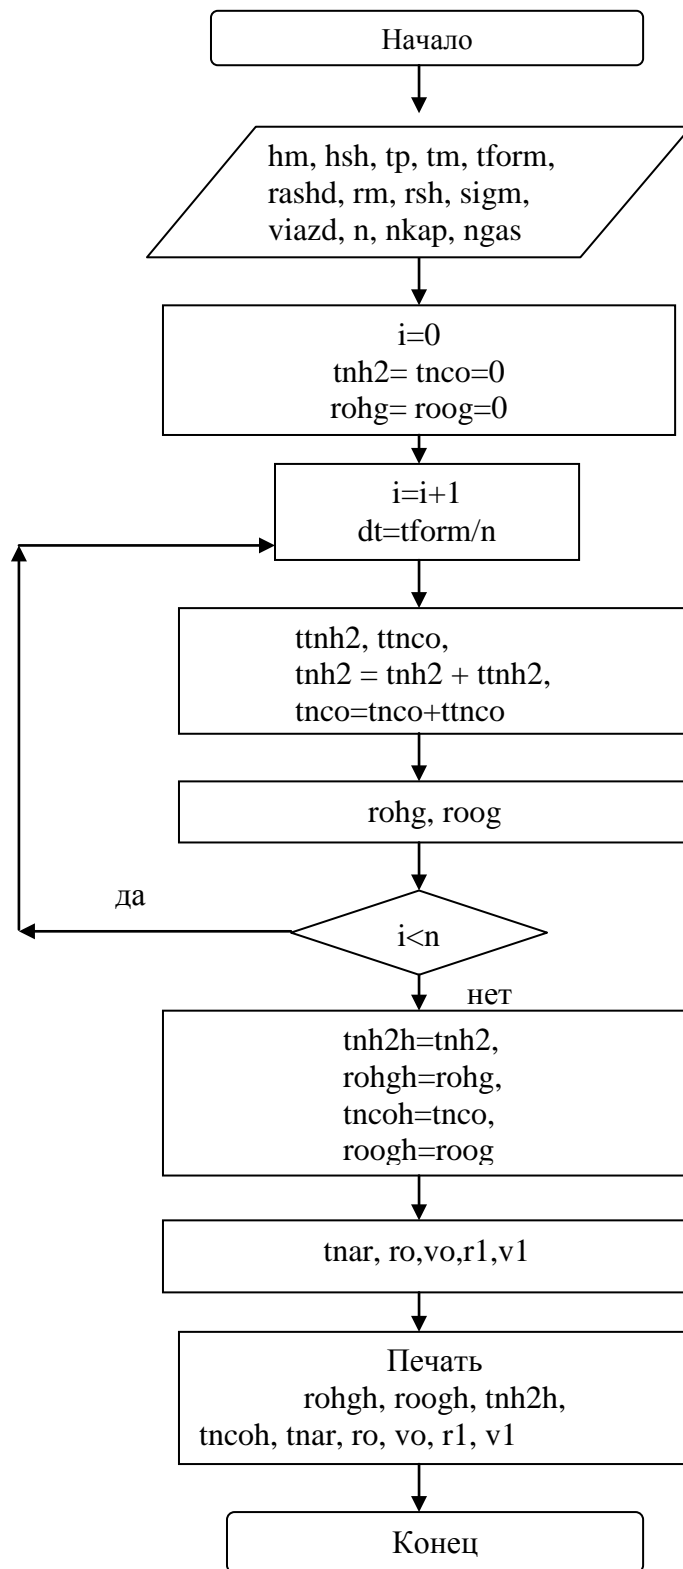 Начало
hm, hsh, tp, tm, tform,
rashd, rm, rsh, sigm,
viazd, n, nkap, ngas
i=0
tnh2= tnco=0
rohg= roog=0
i=i+1
dt=tform/n
ttnh2, ttnco,
tnh2 = tnh2 + ttnh2,
tnco=tnco+ttnco
rohg, roog
да
i<n
нет
tnh2h=tnh2,
rohgh=rohg,
tncoh=tnco,
roogh=roog
tnar, ro,vo,r1,v1
Печать
rohgh, roogh, tnh2h,
tncoh, tnar, ro, vo, r1, v1
Конец